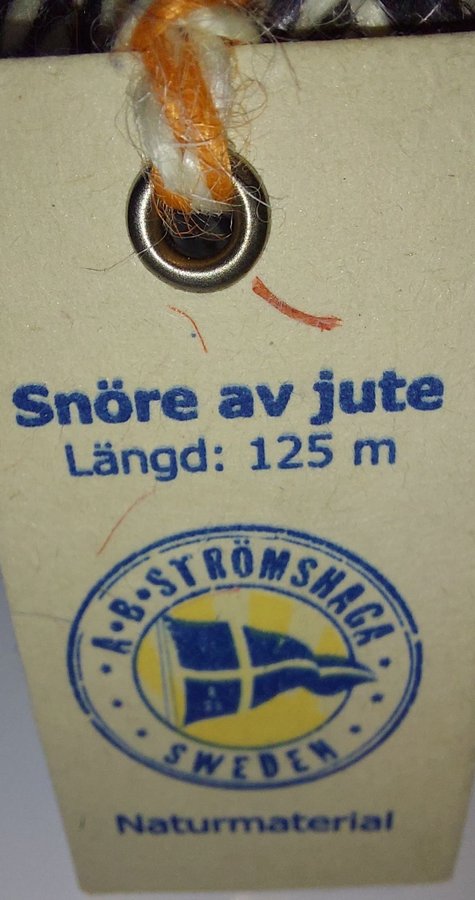 Snöre av jute
Längd: 125 m
A•B•STRÖMSHAGA
SWEDEN
Naturmaterial